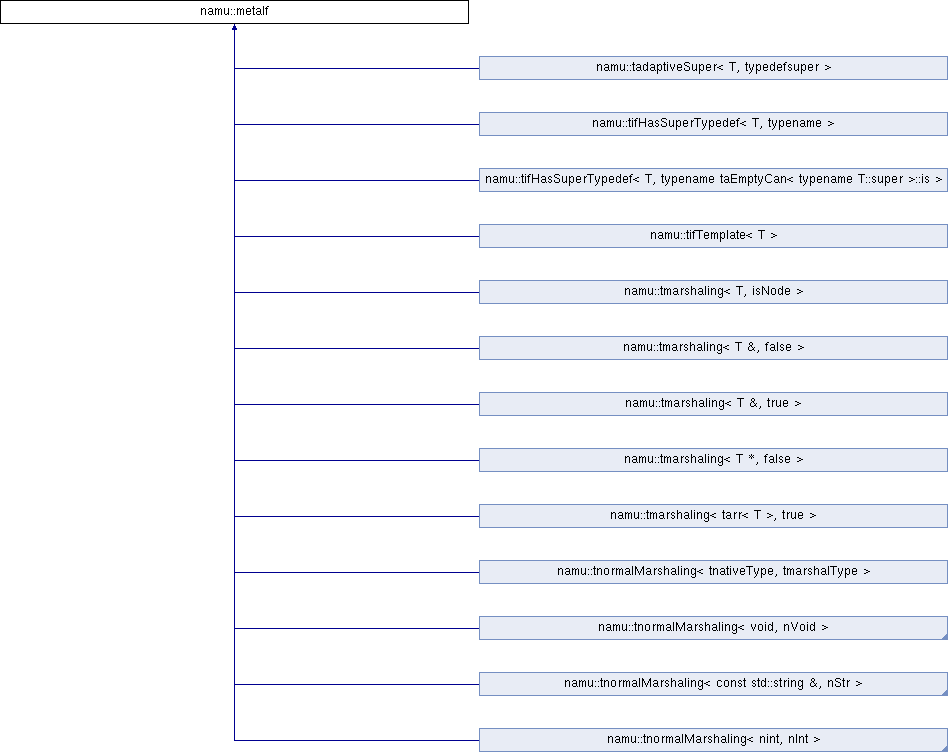 namu::metaIf
namu::tadaptiveSuper< T, typedefsuper >
namu::tifHasSuperTypedef< T, typename >
namu::tifHasSuperTypedef< T, typename taEmptyCan< typename T::super >::is >
namu::tifTemplate< T >
namu::tmarshaling< T, isNode >
namu::tmarshaling< T &, false >
namu::tmarshaling< T &, true >
namu::tmarshaling< T *, false >
namu::tmarshaling< tarr< T >, true >
namu::tnormalMarshaling< tnativeType, tmarshalType >
namu::tnormalMarshaling< void, nVoid >
namu::tnormalMarshaling< const std::string &, nStr >
namu::tnormalMarshaling< nint, nInt >